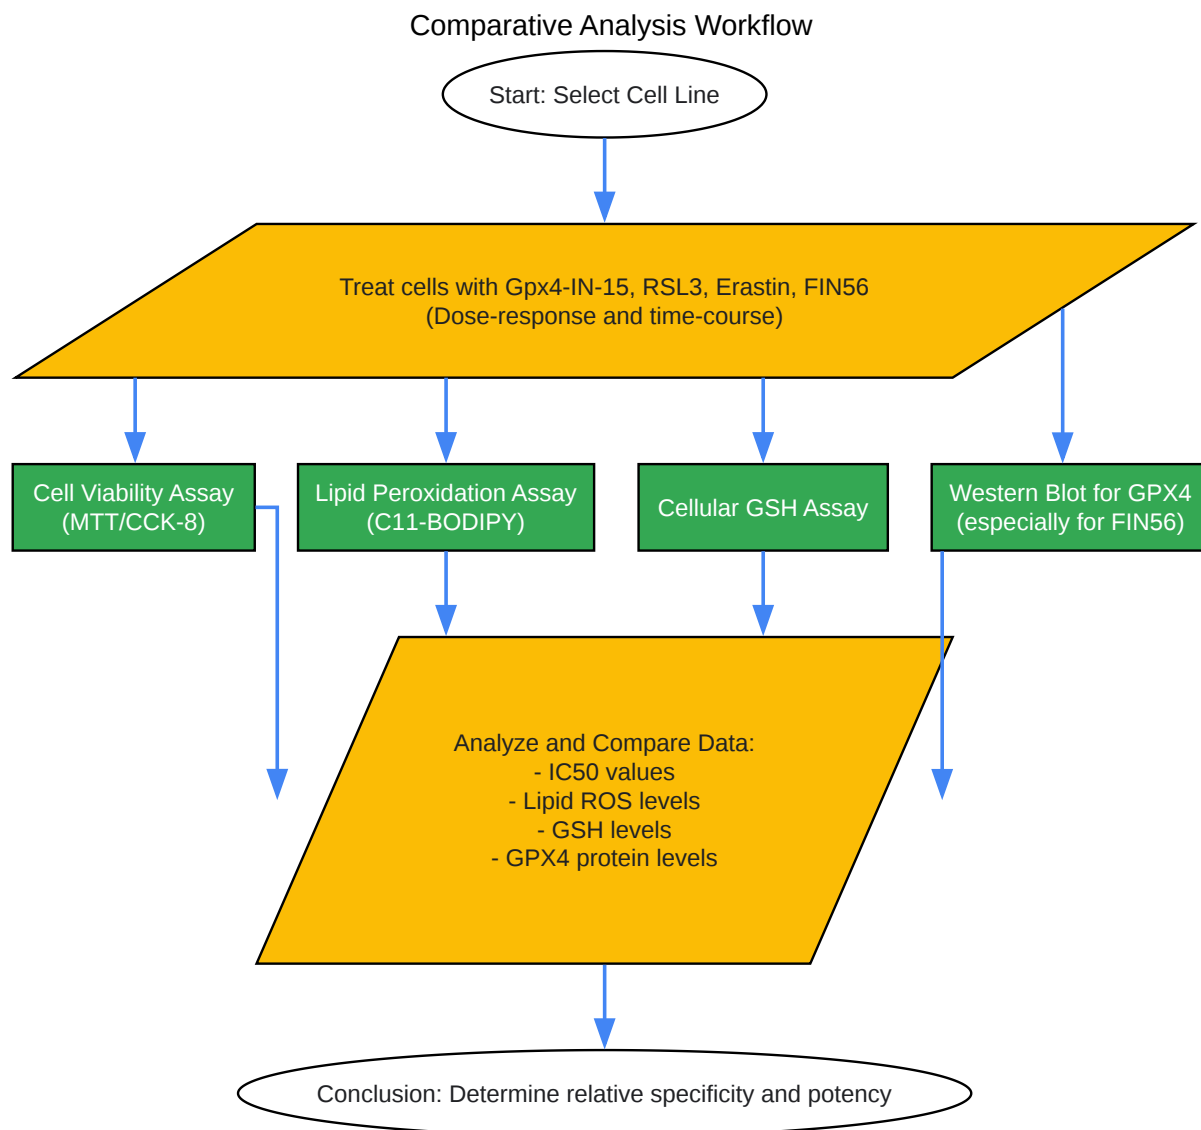 Comparative Analysis Workflow
Start: Select Cell Line
Treat cells with Gpx4-IN-15, RSL3, Erastin, FIN56
(Dose-response and time-course)
Cell Viability Assay
(MTT/CCK-8)
Lipid Peroxidation Assay
(C11-BODIPY)
Cellular GSH Assay
Western Blot for GPX4
(especially for FIN56)
Analyze and Compare Data:
- IC50 values
- Lipid ROS levels
- GSH levels
- GPX4 protein levels
Conclusion: Determine relative specificity and potency